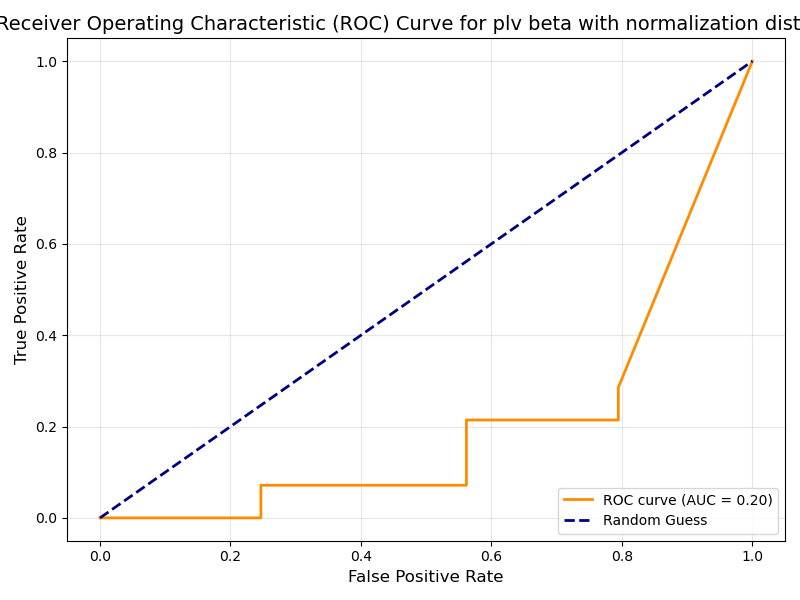 Receiver Operating Characteristic (ROC) Curve for plv beta with normalization dist
1.0
0.8
0.6
0.4
0.2
0.0
True Positive Rate
0.0 0.2 0.4 0.6 0.8 1.0
False Positive Rate
ROC curve (AUC = 0.20)
Random Guess